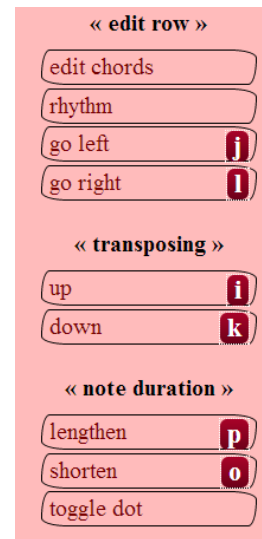 « edit row »
edit chords
rhythm
go left j
go right l
« transposing »
up i
down k
« note duration »
lengthen p
shorten o
toggle dot